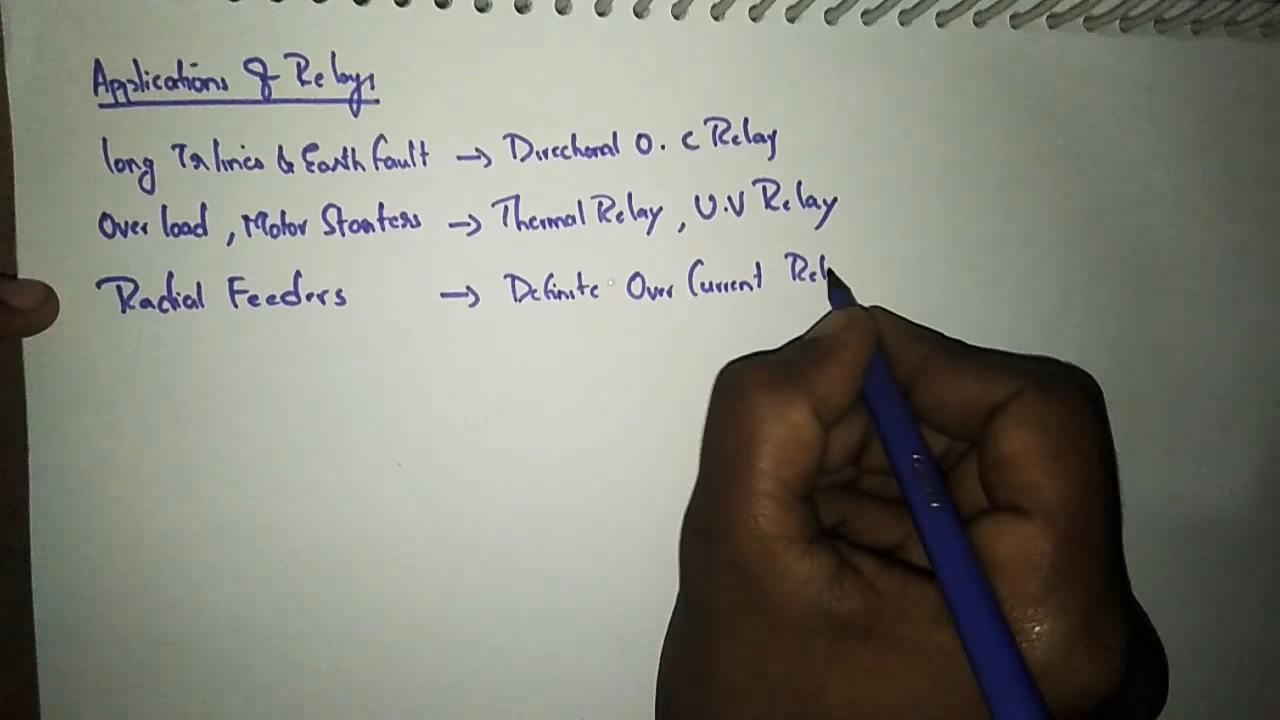 Applications of Relays
long Tx lines & Earth fault → Directional O.C Relay
Over load, Motor Starters → Thermal Relay, U.V Relay
Radial Feeders → Definite Over Current Rel